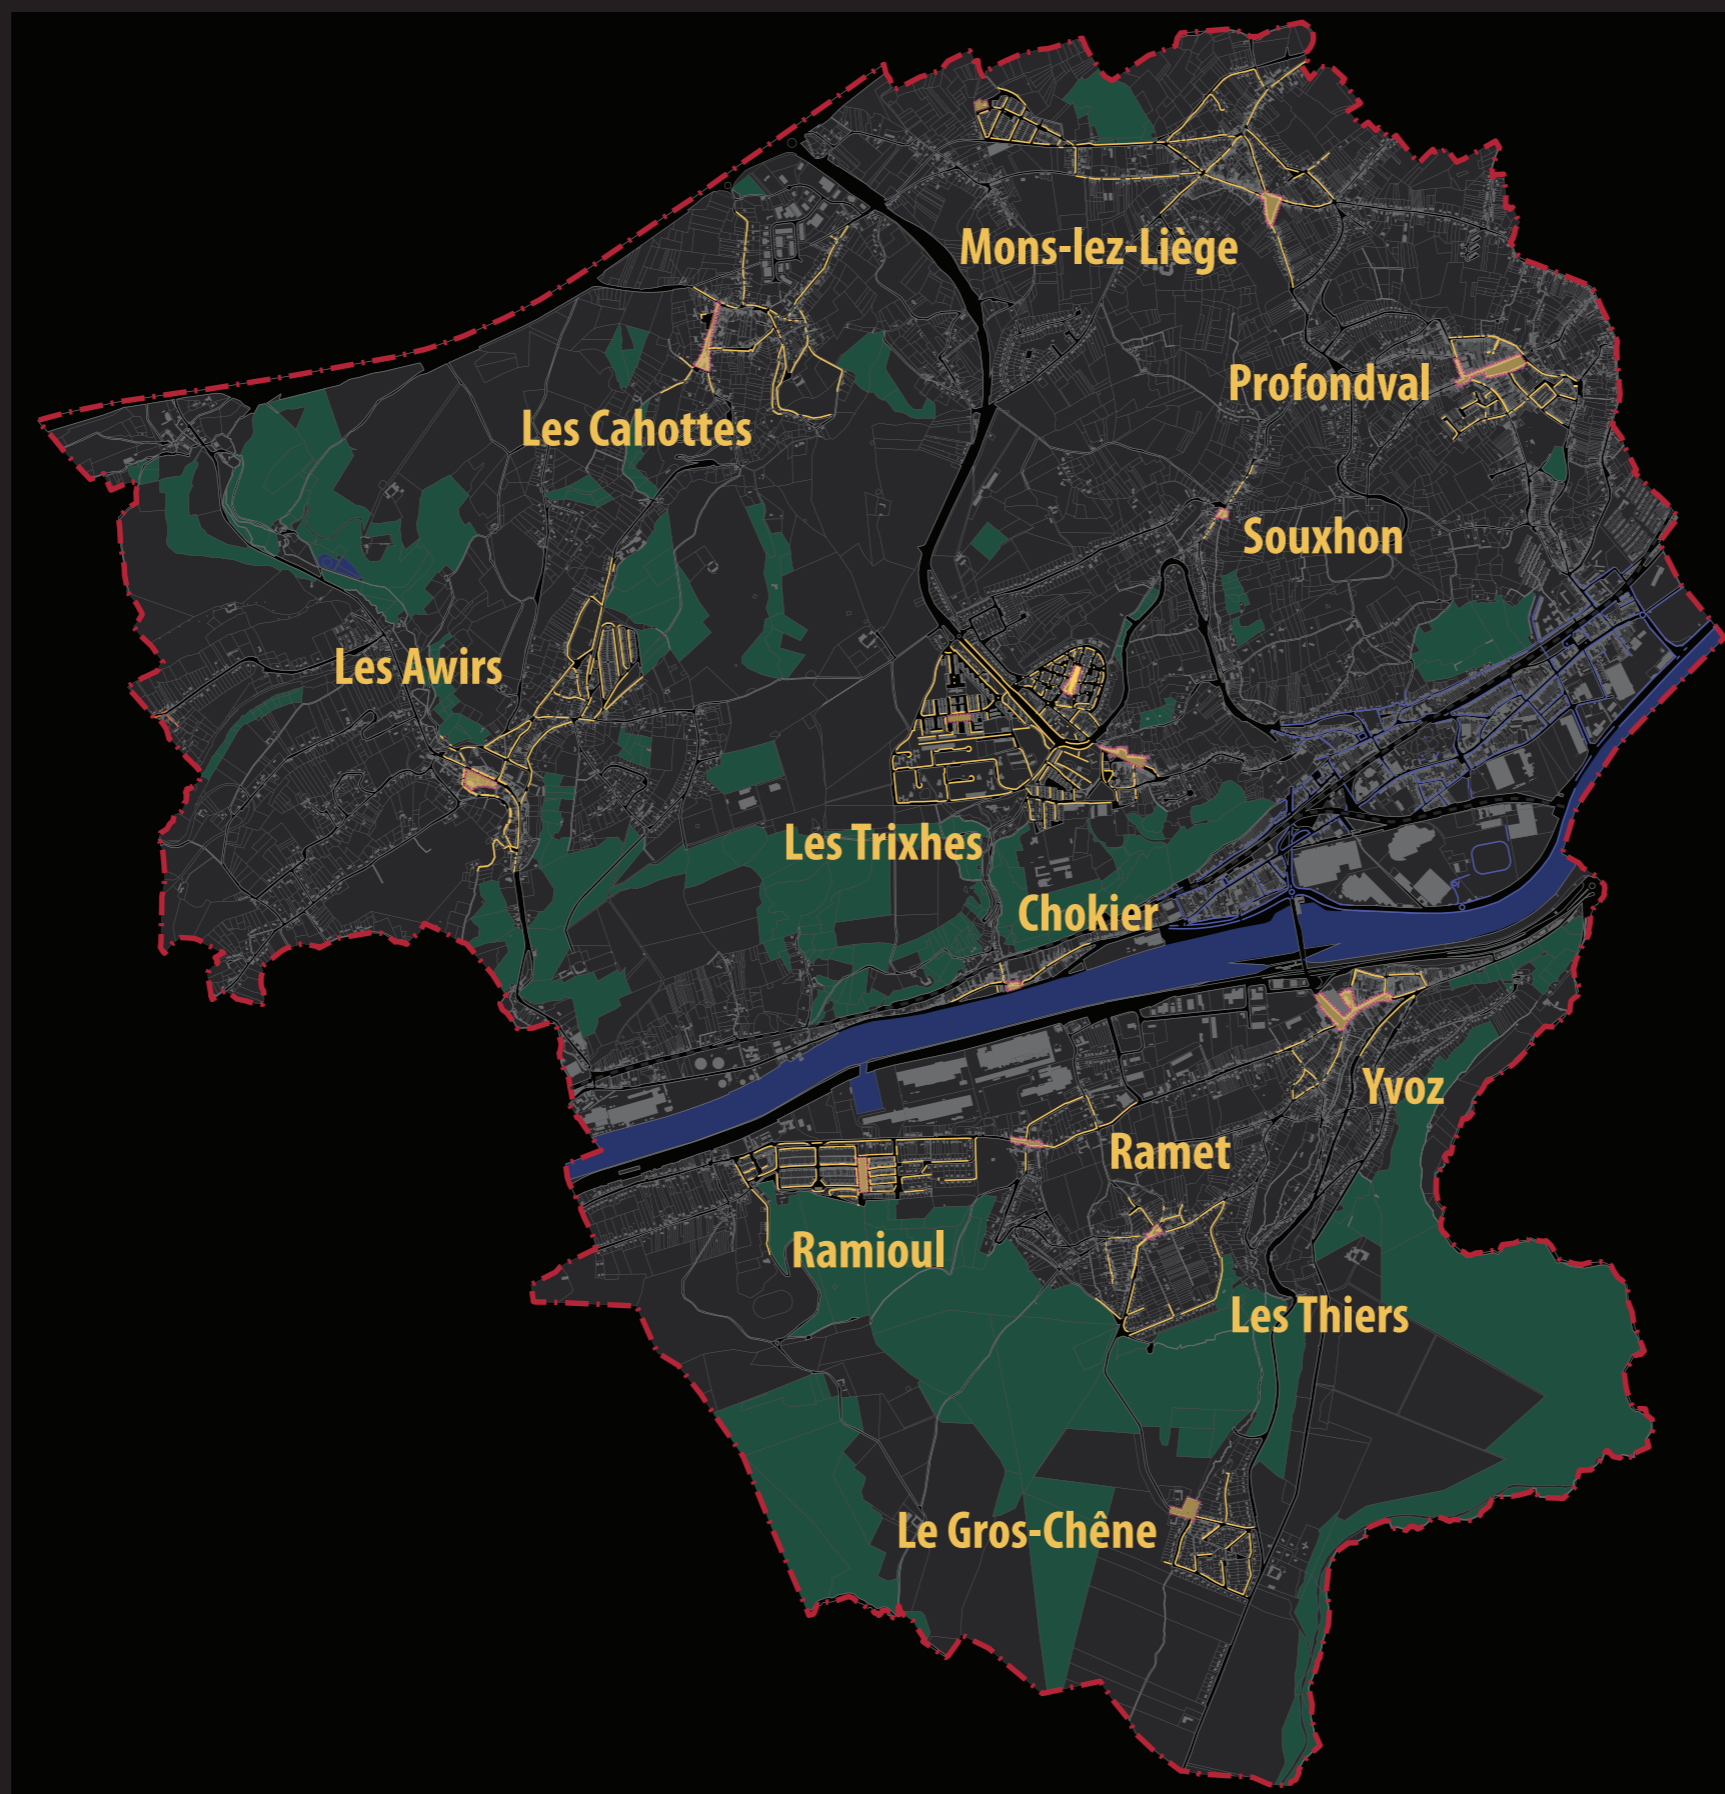 Mons-lez-Liège
Profondval
Les Cahottes
Souxhon
Les Awirs
Les Trixhes
Chokier
Yvoz
Ramet
Ramioul
Les Thiers
Le Gros-Chêne